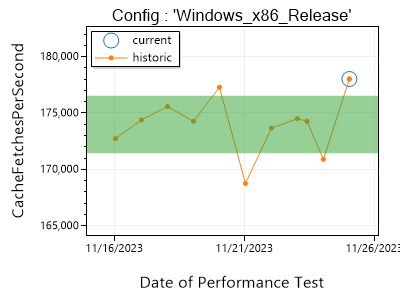 Config : 'Windows_x86_Release'
current
historic
CacheFetchesPerSecond
180,000
175,000
170,000
165,000
11/16/2023
11/21/2023
11/26/2023
Date of Performance Test